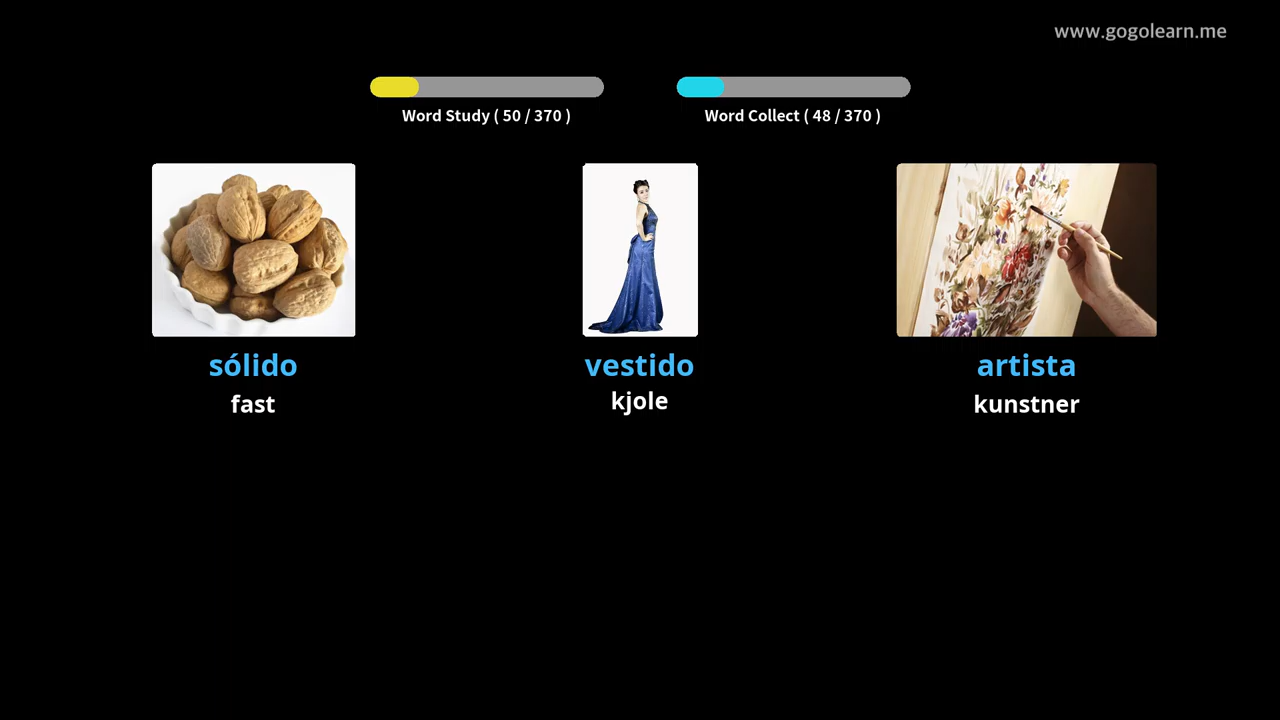 www.gogolearn.me
Word Study ( 50 / 370 )
Word Collect ( 48 / 370 )
sólido
fast
vestido
kjole
artista
kunstner